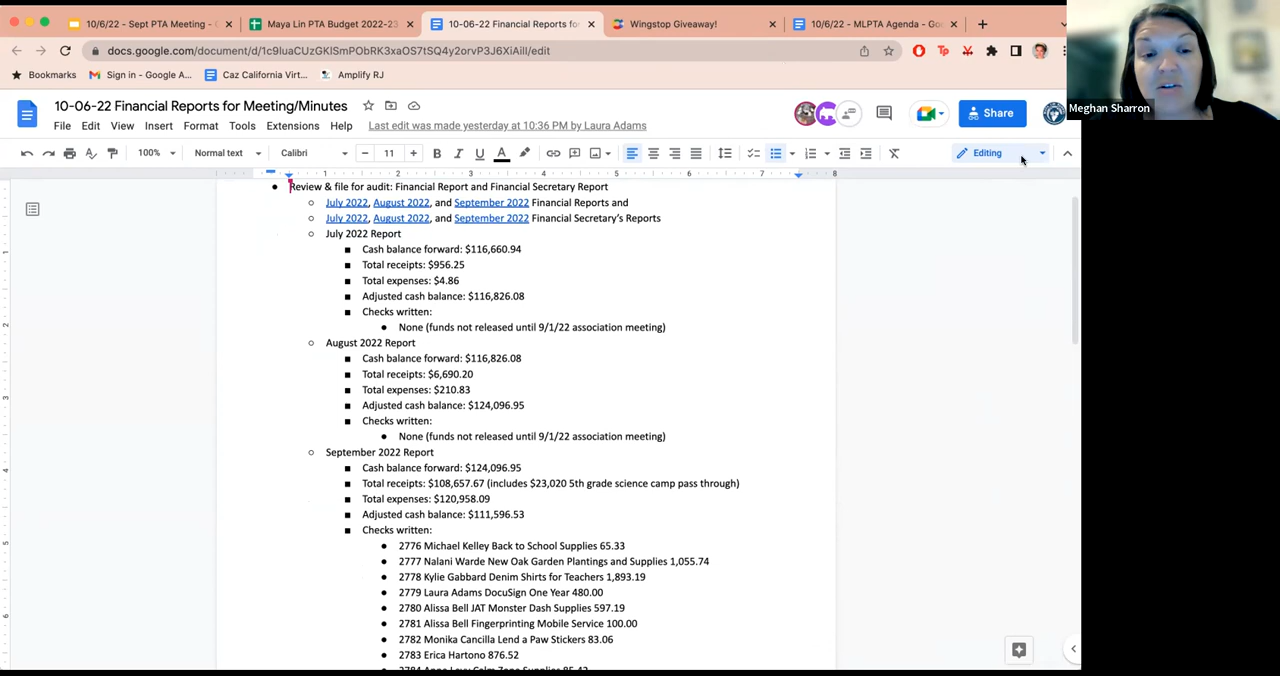 10/6/22 - Sept PTA Meeting -
Maya Lin PTA Budget 2022-23
10-06-22 Financial Reports for
Wingstop Giveaway!
10/6/22 - MLPTA Agenda - Go
docs.google.com/document/d/1c9luaCUzGKlSmPObRK3xaOS7tSQ4y2orvP3J6XiAiII/edit
Bookmarks
Sign in - Google A...
Caz California Virt...
Amplify RJ
Meghan Sharron
10-06-22 Financial Reports for Meeting/Minutes
File Edit View Insert Format Tools Extensions Help
Last edit was made yesterday at 10:36 PM by Laura Adams
Share
100% Normal text Calibri 11
Editing
1 2 3 4 5 6 7 8
Review & file for audit: Financial Report and Financial Secretary Report
July 2022, August 2022, and September 2022 Financial Reports and
July 2022, August 2022, and September 2022 Financial Secretary's Reports
July 2022 Report
Cash balance forward: $116,660.94
Total receipts: $956.25
Total expenses: $4.86
Adjusted cash balance: $116,826.08
Checks written:
None (funds not released until 9/1/22 association meeting)
August 2022 Report
Cash balance forward: $116,826.08
Total receipts: $6,690.20
Total expenses: $210.83
Adjusted cash balance: $124,096.95
Checks written:
None (funds not released until 9/1/22 association meeting)
September 2022 Report
Cash balance forward: $124,096.95
Total receipts: $108,657.67 (includes $23,020 5th grade science camp pass through)
Total expenses: $120,958.09
Adjusted cash balance: $111,596.53
Checks written:
2776 Michael Kelley Back to School Supplies 65.33
2777 Nalani Warde New Oak Garden Plantings and Supplies 1,055.74
2778 Kylie Gabbard Denim Shirts for Teachers 1,893.19
2779 Laura Adams DocuSign One Year 480.00
2780 Alissa Bell JAT Monster Dash Supplies 597.19
2781 Alissa Bell Fingerprinting Mobile Service 100.00
2782 Monika Cancilla Lend a Paw Stickers 83.06
2783 Erica Hartono 876.52